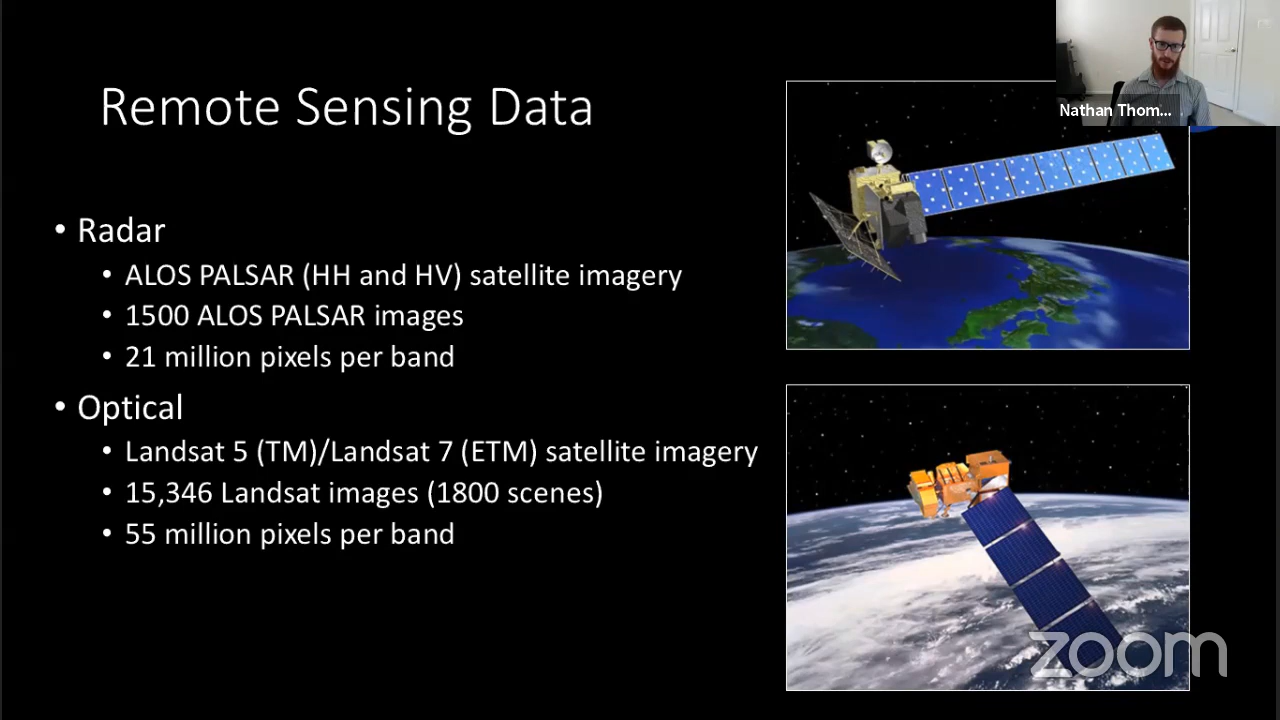 Remote Sensing Data
Nathan Thom...
• Radar
• ALOS PALSAR (HH and HV) satellite imagery
• 1500 ALOS PALSAR images
• 21 million pixels per band
• Optical
• Landsat 5 (TM)/Landsat 7 (ETM) satellite imagery
• 15,346 Landsat images (1800 scenes)
• 55 million pixels per band
zoom